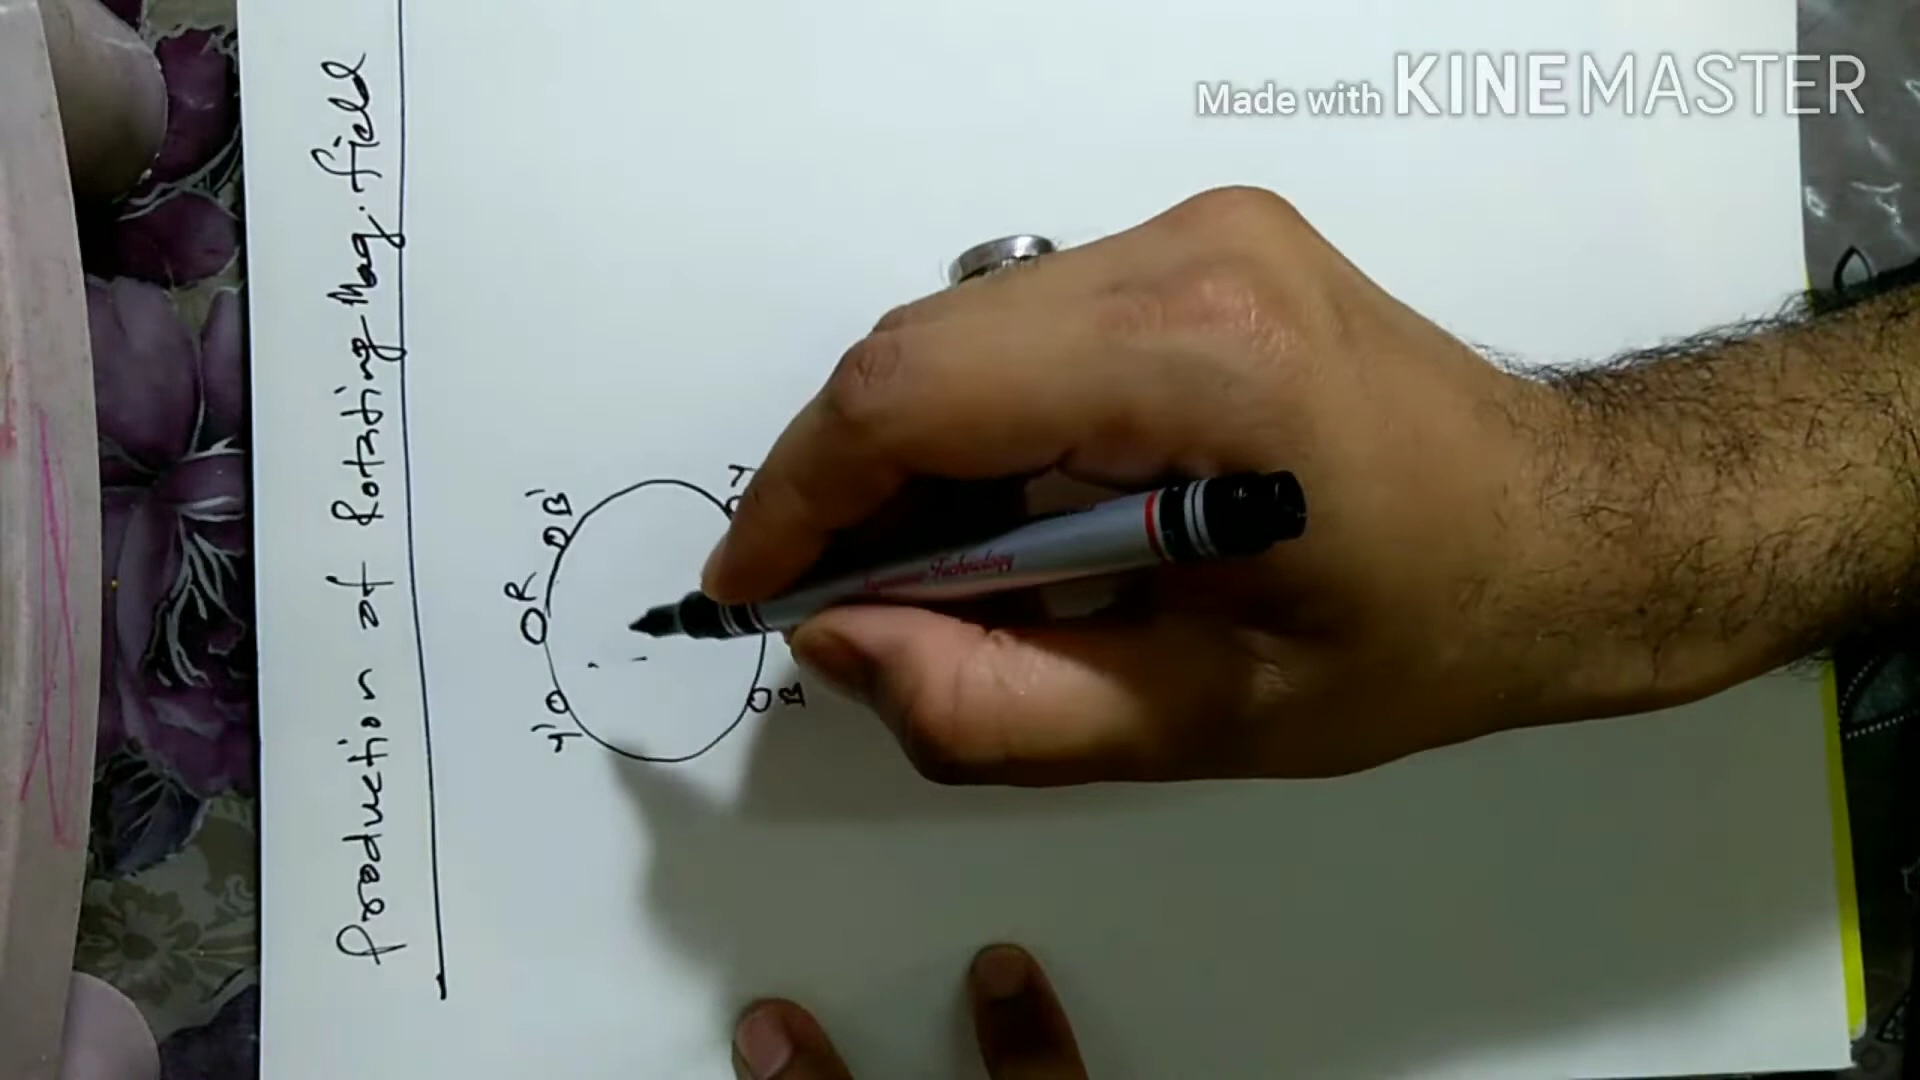 Made with KINEMASTER
Production of Rotating Mag. field
R
B'
Y
Y'
B